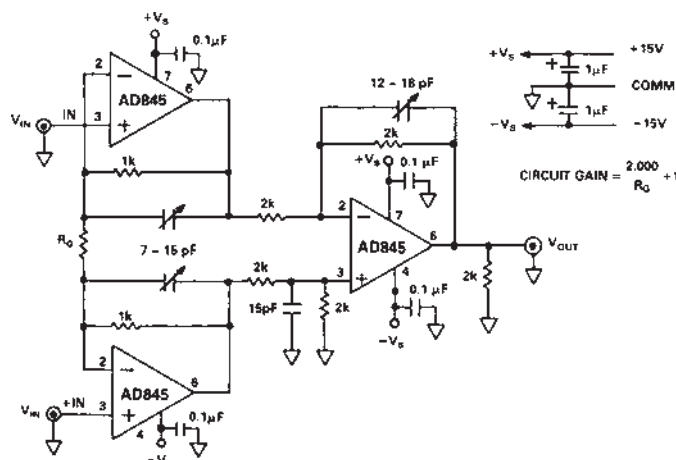 +VS
0.1µF
2
7
6
AD845
VIN
IN
3
1k
RG
7 – 15 pF
1k
2
6
AD845
VIN
+IN
3
4
0.1µF
12 – 18 pF
2k
+VS
0.1 µF
2k
2
7
6
AD845
2k
3
4
15pF
2k
0.1 µF
–VS
2k
VOUT
+VS
+15V
+
1µF
COMM
+
1µF
–VS
–15V
CIRCUIT GAIN = 2.000
RG
+ 1